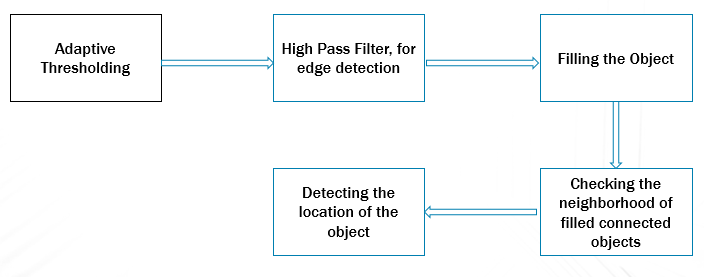 Adaptive
Thresholding
High Pass Filter, for
edge detection
Filling the Object
Checking the
neighborhood of
filled connected
objects
Detecting the
location of the
object